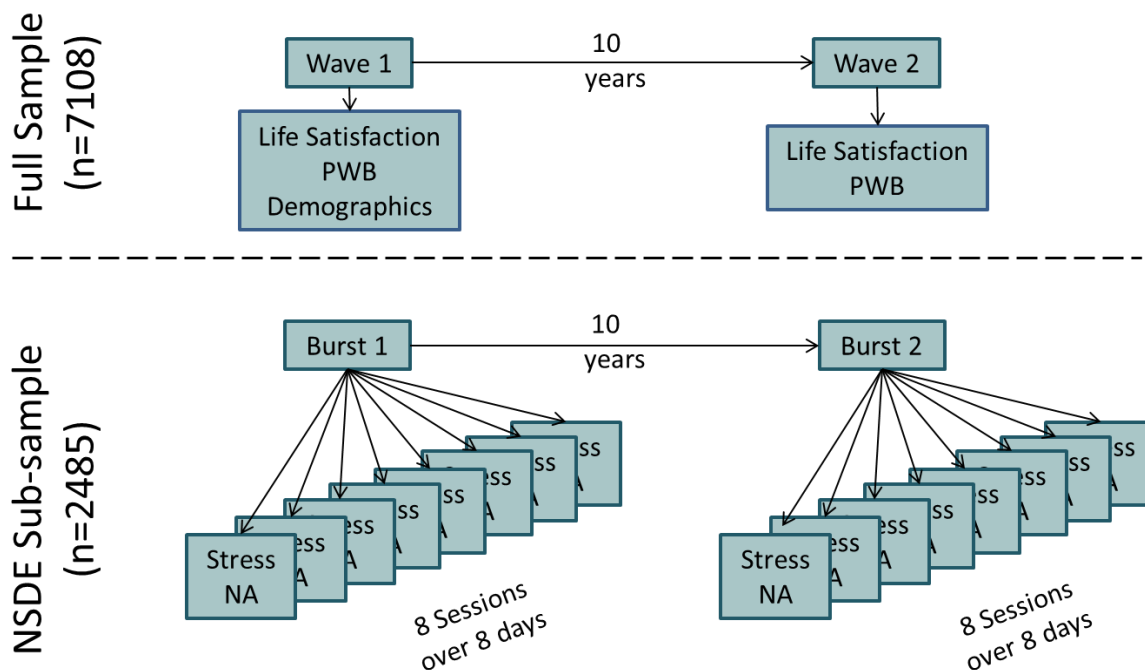 Full Sample
(n=7108)
Wave 1
10
years
Wave 2
Life Satisfaction
PWB
Demographics
Life Satisfaction
PWB
NSDE Sub-sample
(n=2485)
Burst 1
10
years
Burst 2
Stress
NA
8 Sessions
over 8 days
Stress
NA
8 Sessions
over 8 days